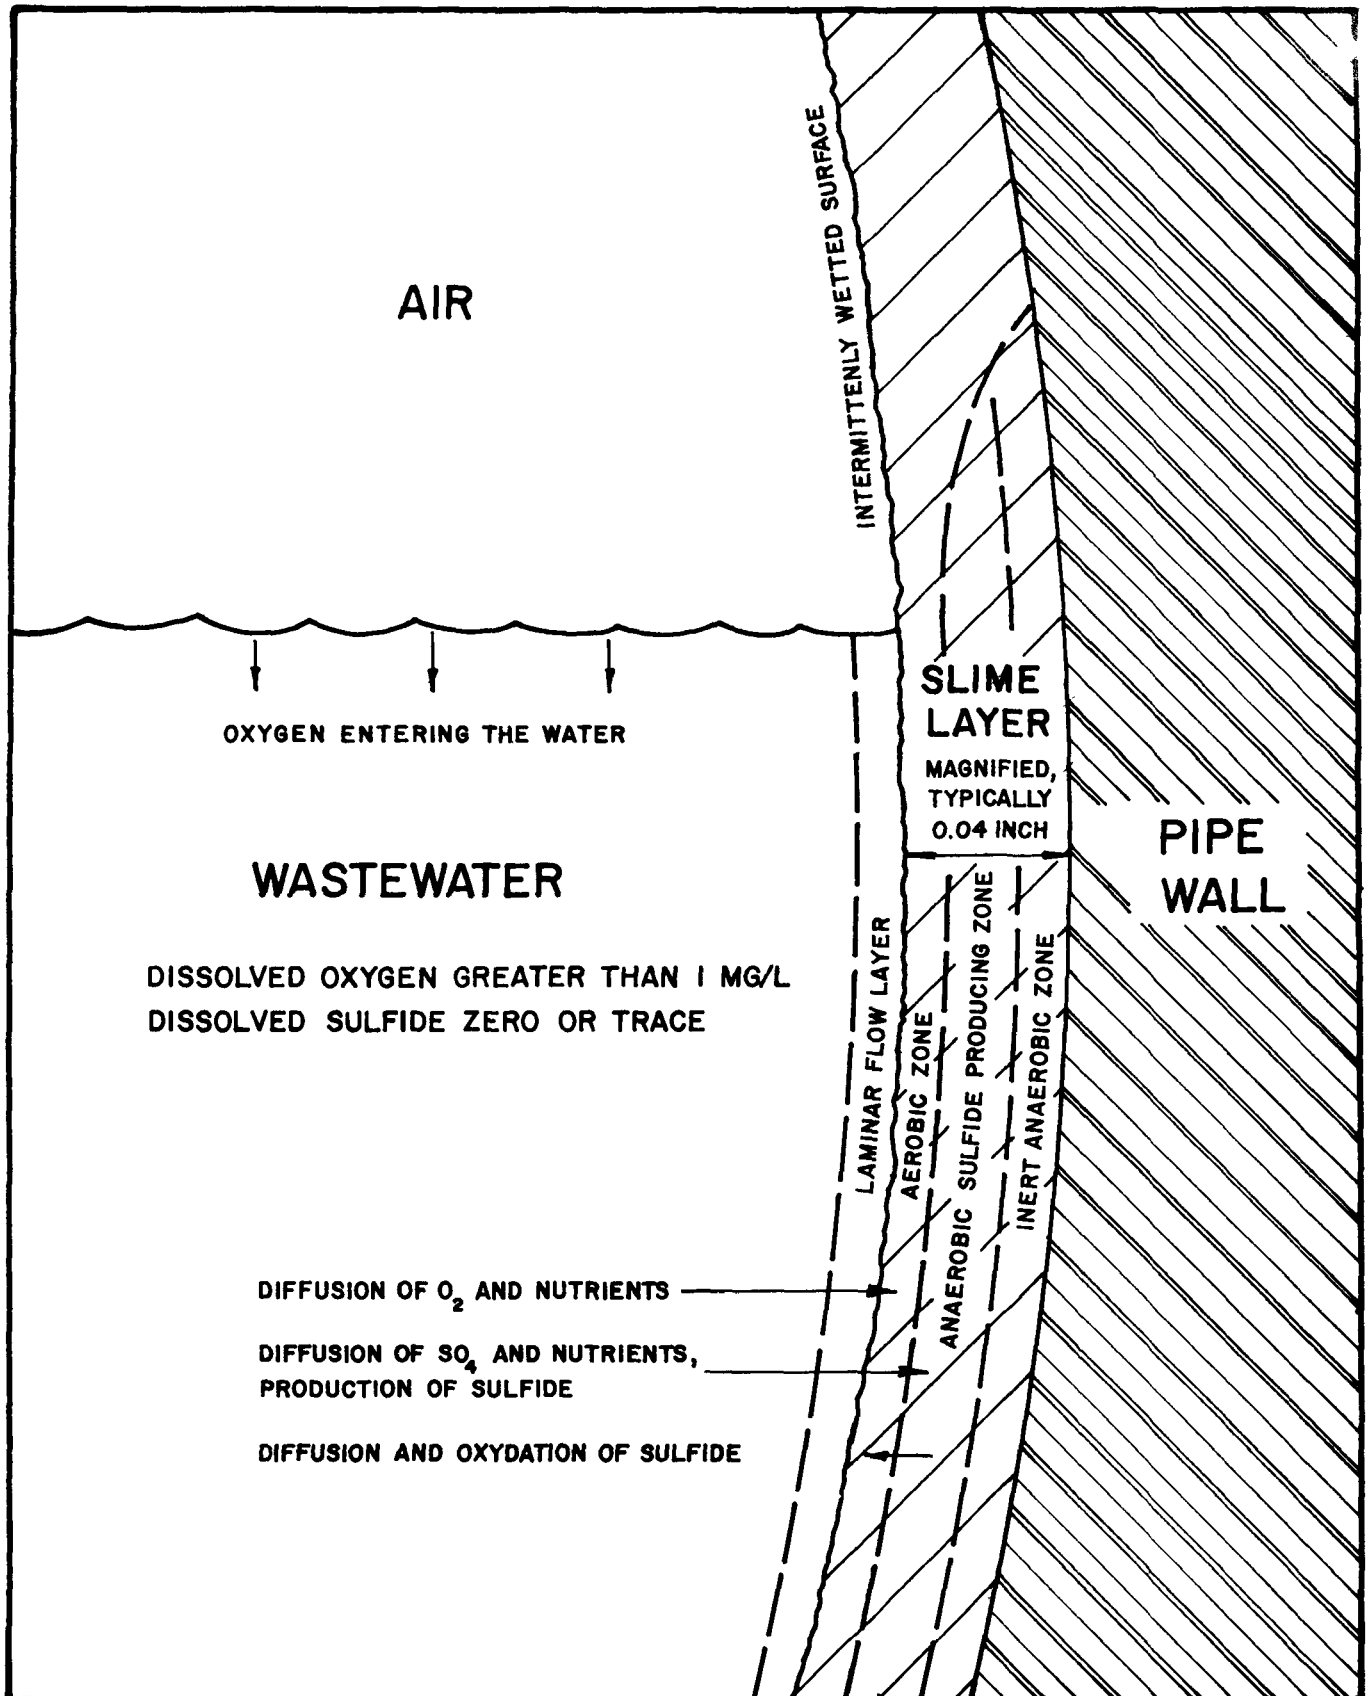 INTERMITTENLY WETTED SURFACE
AIR
OXYGEN ENTERING THE WATER
SLIME
LAYER
MAGNIFIED,
TYPICALLY
0.04 INCH
PIPE
WALL
WASTEWATER
DISSOLVED OXYGEN GREATER THAN 1 MG/L
DISSOLVED SULFIDE ZERO OR TRACE
LAMINAR FLOW LAYER
AEROBIC ZONE
ANAEROBIC SULFIDE PRODUCING ZONE
INERT ANAEROBIC ZONE
DIFFUSION OF O₂ AND NUTRIENTS
DIFFUSION OF SO₄ AND NUTRIENTS,
PRODUCTION OF SULFIDE
DIFFUSION AND OXYDATION OF SULFIDE